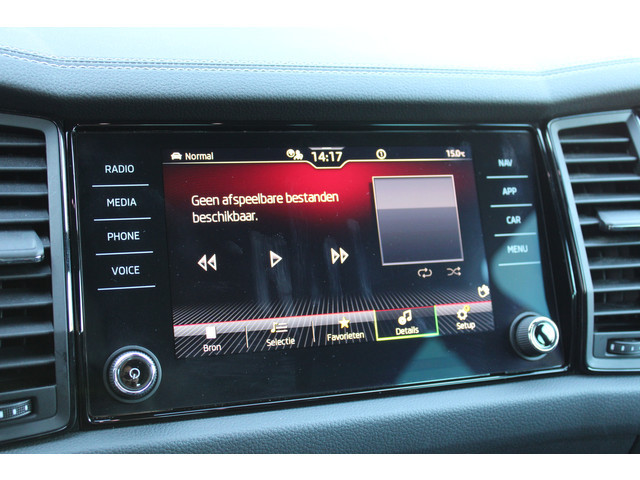 RADIO
MEDIA
PHONE
VOICE
Normal
14:17
15.0°C
Geen afspeelbare bestanden
beschikbaar.
Bron
Selectie
Favorieten
Details
Setup
NAV
APP
CAR
MENU